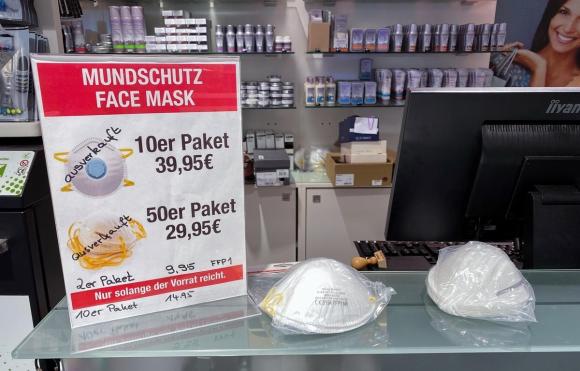 MUNDSCHUTZ
FACE MASK
ausverkauft
10er Paket
39,95€
ausverkauft
50er Paket
29,95€
2er Paket 9,95 FFP1
Nur solange der Vorrat reicht.
10er Paket 14,95
iiyama